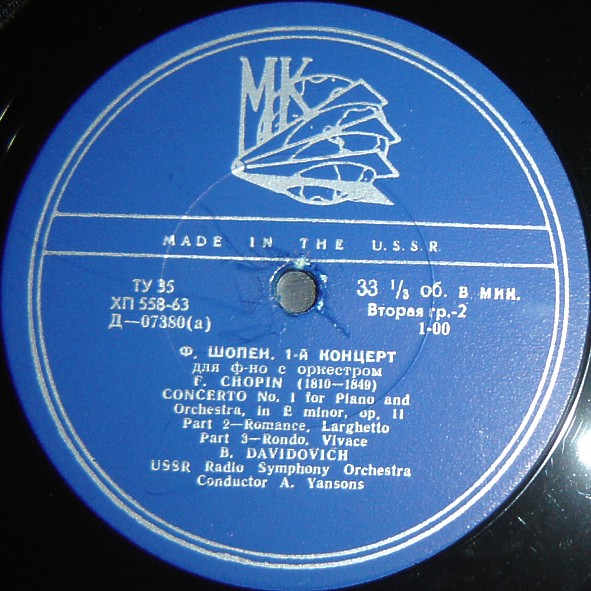 МК
MADE IN THE U.S.S.R.
ТУ 35
ХП 558-63
Д—07380(а)
33 1/3 об. в мин.
Вторая гр.-2
1-00
Ф. ШОПЕН. 1-й КОНЦЕРТ
для ф-но с оркестром
F. CHOPIN (1810—1849)
CONCERTO No. 1 for Piano and
Orchestra, in E minor, op. 11
Part 2—Romance, Larghetto
Part 3—Rondo, Vivace
B. DAVIDOVICH
USSR Radio Symphony Orchestra
Conductor A. Yansons